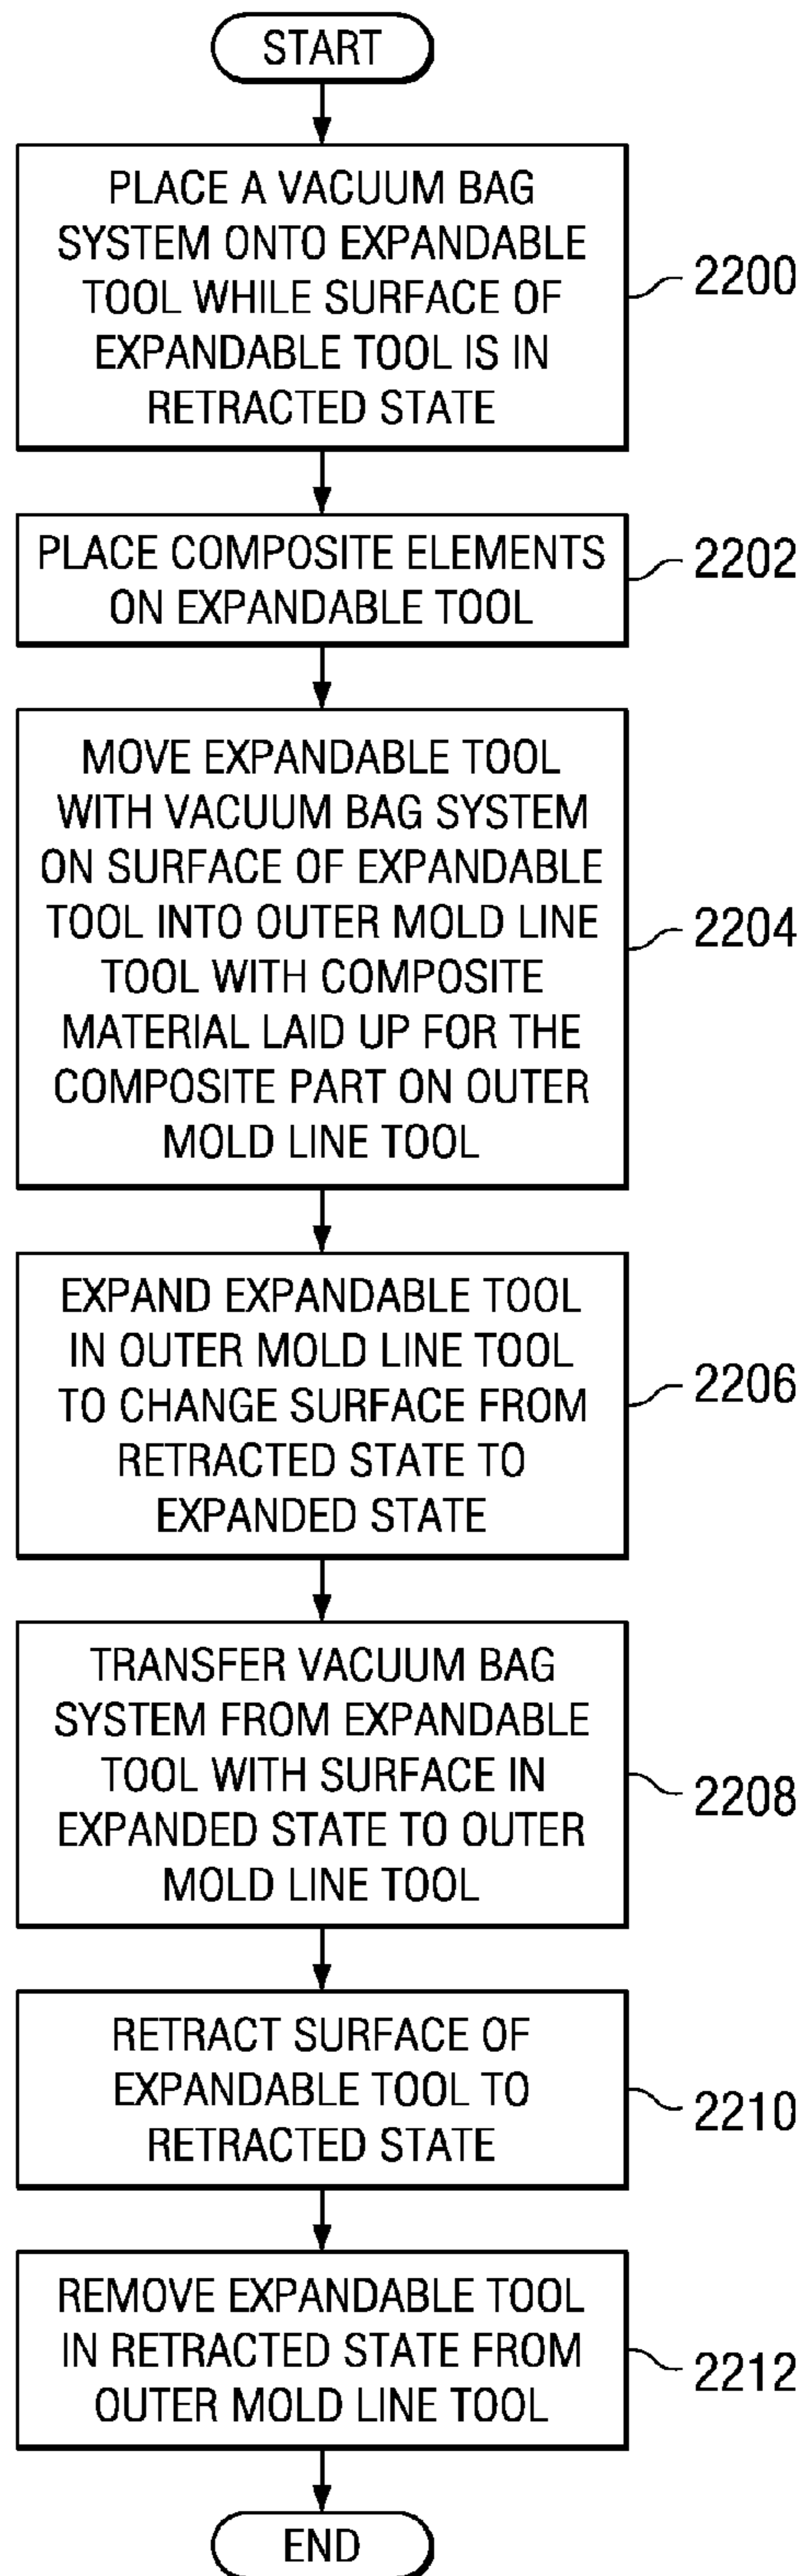 START
PLACE A VACUUM BAG
SYSTEM ONTO EXPANDABLE
TOOL WHILE SURFACE OF
EXPANDABLE TOOL IS IN
RETRACTED STATE
2200
PLACE COMPOSITE ELEMENTS
ON EXPANDABLE TOOL
2202
MOVE EXPANDABLE TOOL
WITH VACUUM BAG SYSTEM
ON SURFACE OF EXPANDABLE
TOOL INTO OUTER MOLD LINE
TOOL WITH COMPOSITE
MATERIAL LAID UP FOR THE
COMPOSITE PART ON OUTER
MOLD LINE TOOL
2204
EXPAND EXPANDABLE TOOL
IN OUTER MOLD LINE TOOL
TO CHANGE SURFACE FROM
RETRACTED STATE TO
EXPANDED STATE
2206
TRANSFER VACUUM BAG
SYSTEM FROM EXPANDABLE
TOOL WITH SURFACE IN
EXPANDED STATE TO OUTER
MOLD LINE TOOL
2208
RETRACT SURFACE OF
EXPANDABLE TOOL TO
RETRACTED STATE
2210
REMOVE EXPANDABLE TOOL
IN RETRACTED STATE FROM
OUTER MOLD LINE TOOL
2212
END